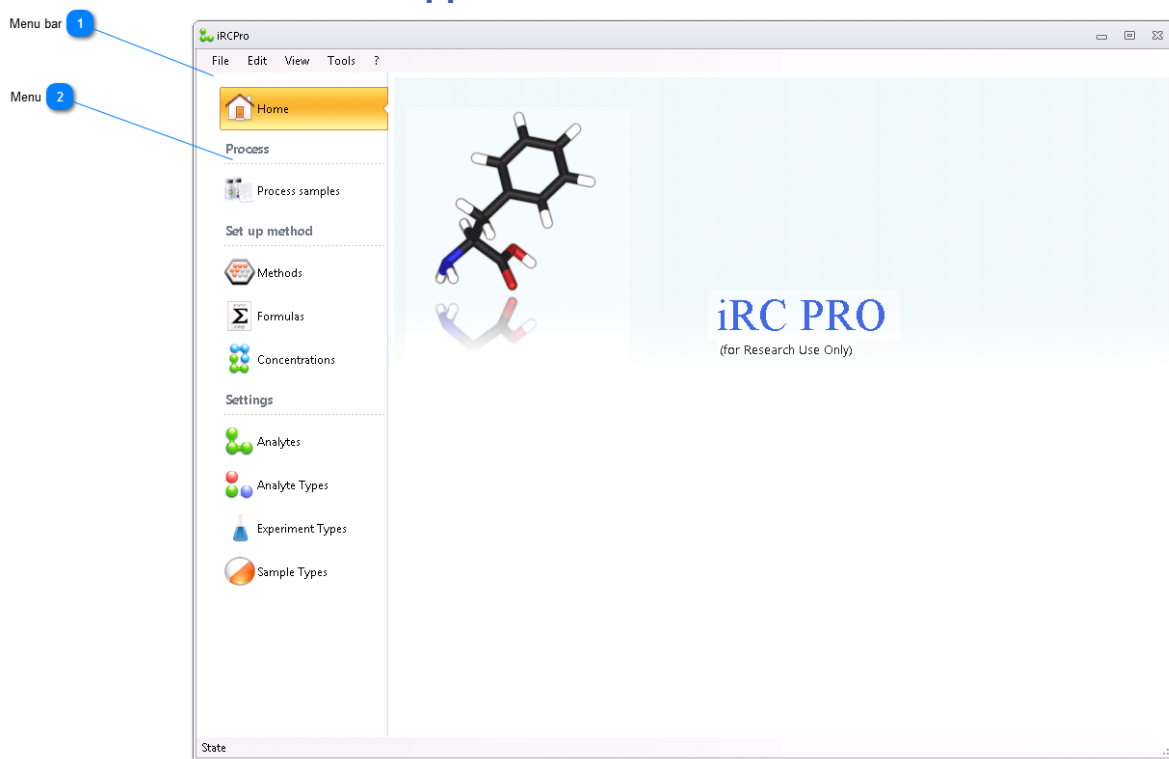 Menu bar 1
iRCPro
File Edit View Tools ?
Menu 2
Home
Process
Process samples
Set up method
Methods
Formulas
Concentrations
iRC PRO
(for Research Use Only)
Settings
Analytes
Analyte Types
Experiment Types
Sample Types
State